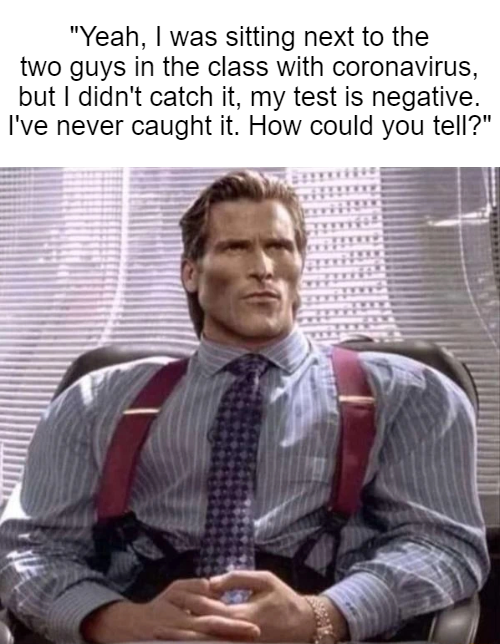 "Yeah, I was sitting next to the
two guys in the class with coronavirus,
but I didn't catch it, my test is negative.
I've never caught it. How could you tell?"